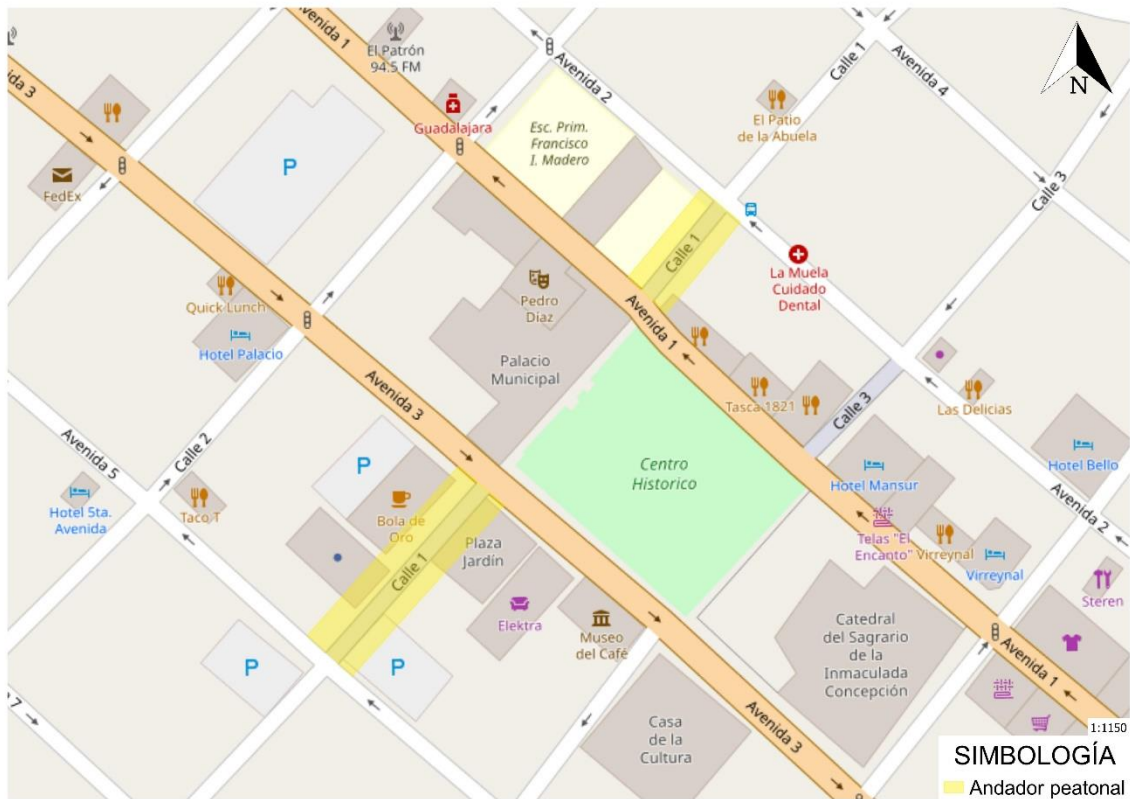 Avenida 1
El Patrón
94.5 FM
Avenida 2
Calle 1
Avenida 4
N
ida 3
Guadalajara
Esc. Prim.
Francisco
I. Madero
El Patio
de la Abuela
P
FedEx
Calle 3
Calle 1
La Muela
Cuidado
Dental
Quick Lunch
Pedro
Díaz
Avenida 1
Hotel Palacio
Palacio
Municipal
Avenida 3
Tasca 1821
Calle 3
Las Delicias
Avenida 5
Calle 2
P
Centro
Historico
Hotel Bello
Hotel Mansur
Hotel 5ta.
Avenida
Taco T
Bola de
Oro
Telas "El
Encanto"
Virreynal
Avenida 2
Plaza
Jardín
Calle 1
Virreynal
Steren
Elektra
Museo
del Café
Catedral
del Sagrario
de la
Inmaculada
Concepción
Avenida 1
P
P
7
Casa
de la
Cultura
Avenida 3
1:1150
SIMBOLOGÍA
Andador peatonal